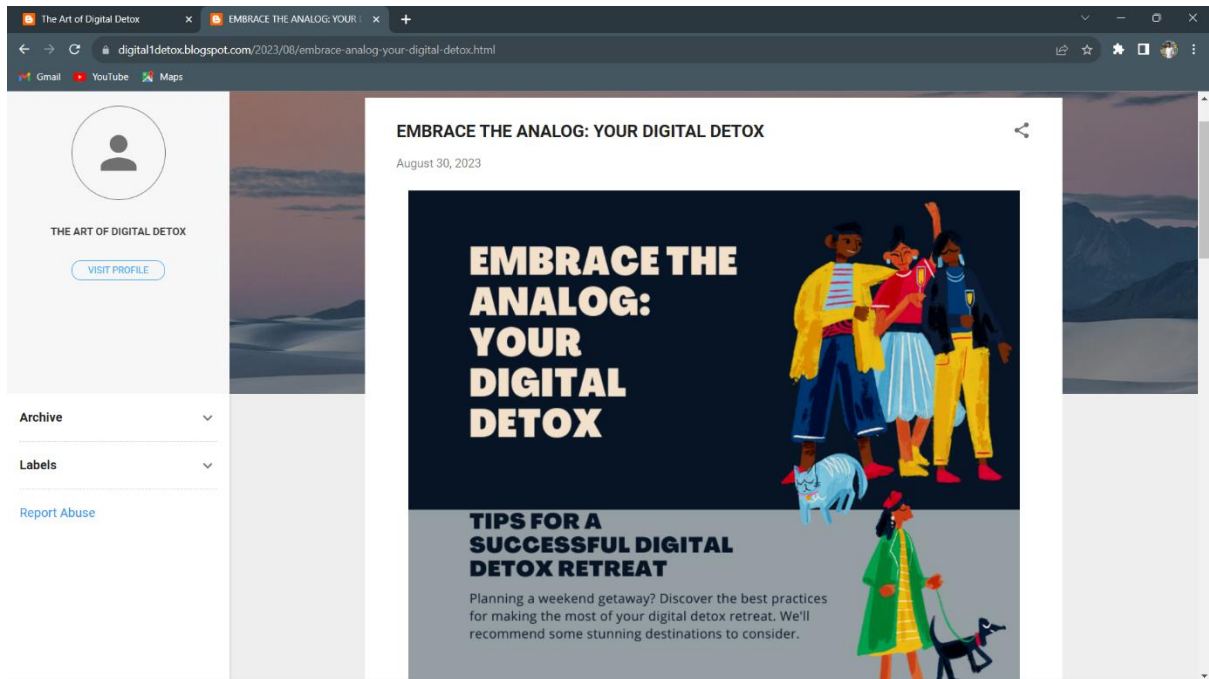 The Art of Digital Detox
EMBRACE THE ANALOG: YOUR
digital1detox.blogspot.com/2023/08/embrace-analog-your-digital-detox.html
Gmail YouTube Maps
THE ART OF DIGITAL DETOX
VISIT PROFILE
Archive
Labels
Report Abuse
EMBRACE THE ANALOG: YOUR DIGITAL DETOX
August 30, 2023
EMBRACE THE
ANALOG:
YOUR
DIGITAL
DETOX
TIPS FOR A
SUCCESSFUL DIGITAL
DETOX RETREAT
Planning a weekend getaway? Discover the best practices
for making the most of your digital detox retreat. We'll
recommend some stunning destinations to consider.